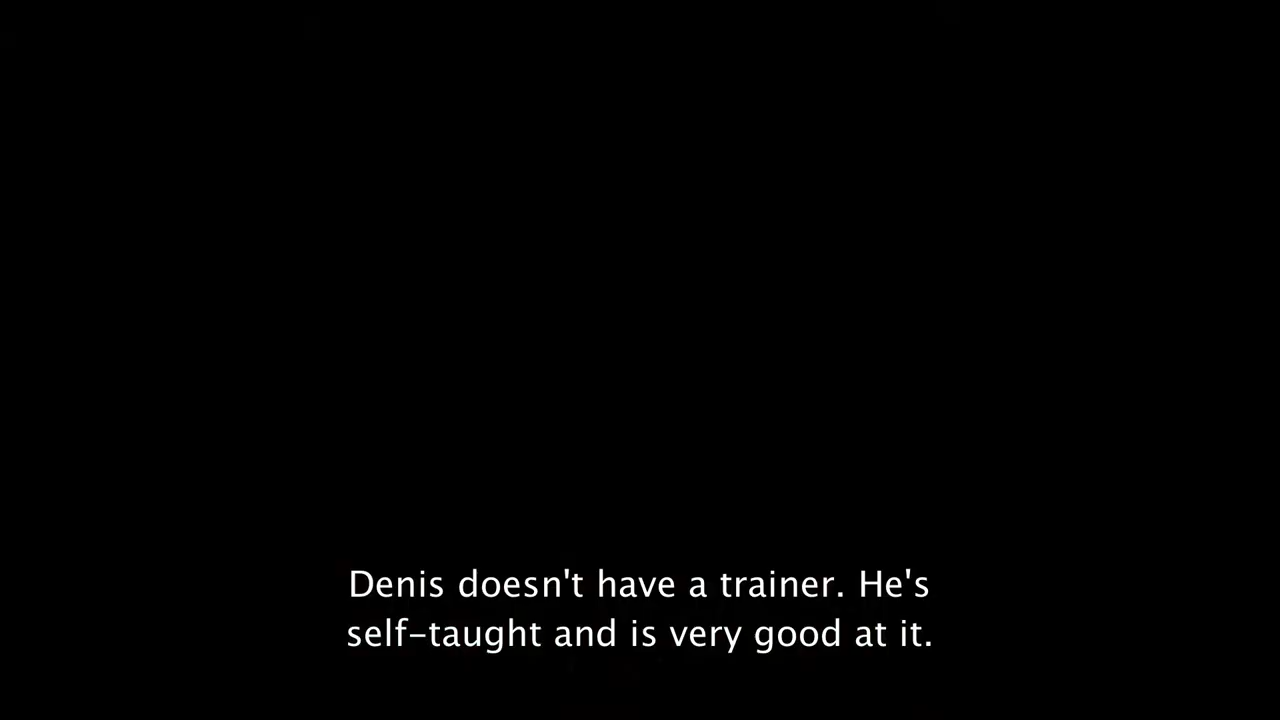 Denis doesn't have a trainer. He's
self-taught and is very good at it.